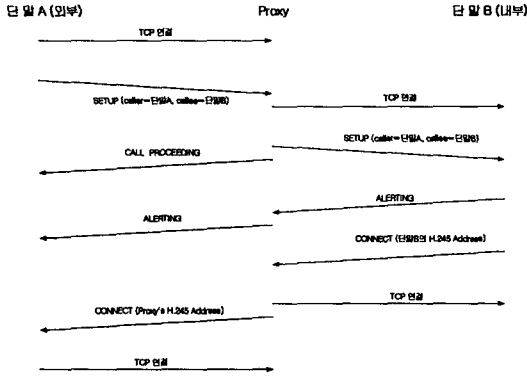 단 말 A (외부) Proxy 단 말 B (내부)
TCP 연결
SETUP (caller=단말A, callee=단말B)
TCP 연결
SETUP (caller=단말A, callee=단말B)
CALL PROCEEDING
ALERTING
ALERTING
CONNECT (단말B의 H.245 Address)
TCP 연결
CONNECT (Proxy's H.245 Address)
TCP 연결